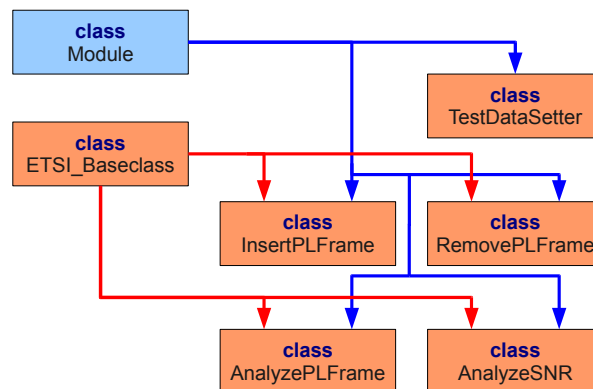 class
Module
class
TestDataSetter
class
ETSI_Baseclass
class
InsertPLFrame
class
RemovePLFrame
class
AnalyzePLFrame
class
AnalyzeSNR